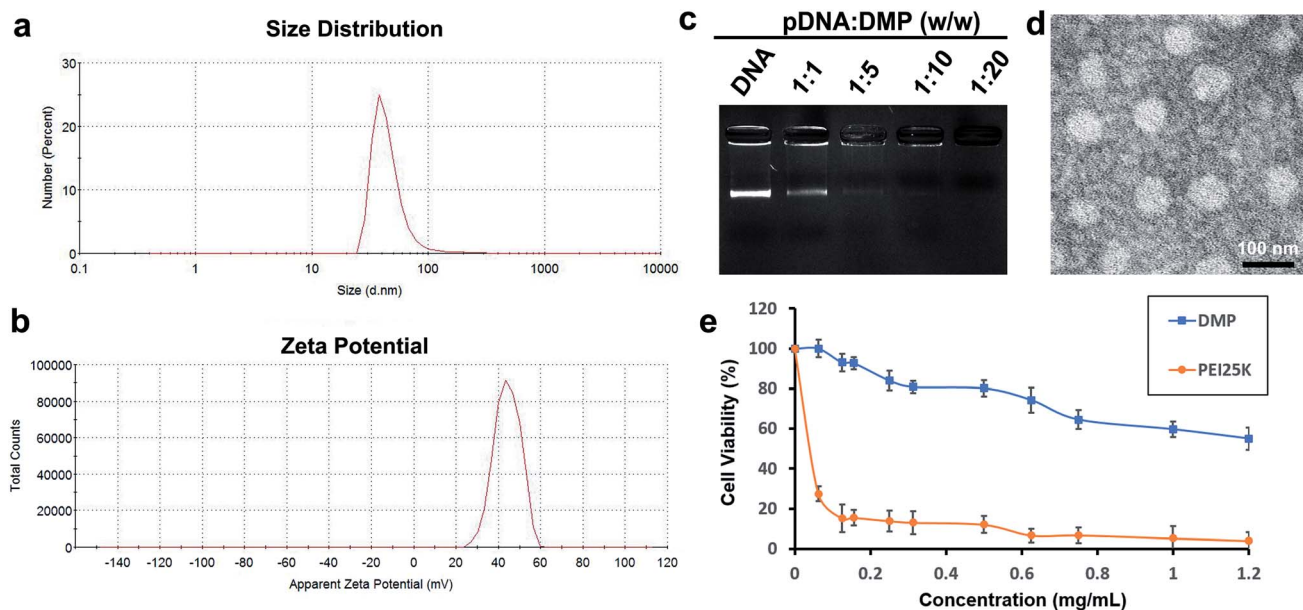 a
Size Distribution
30
20
10
0
Number (Percent)
0.1 1 10 100 1000 10000
Size (d.nm)
b
Zeta Potential
100000
80000
60000
40000
20000
0
Total Counts
-140 -120 -100 -80 -60 -40 -20 0 20 40 60 80 100 120
Apparent Zeta Potential (mV)
c
pDNA:DMP (w/w)
DNA 1:1 1:5 1:10 1:20
d
100 nm
e
120
100
80
60
40
20
0
Cell Viability (%)
0 0.2 0.4 0.6 0.8 1 1.2
Concentration (mg/mL)
DMP
PEI25K